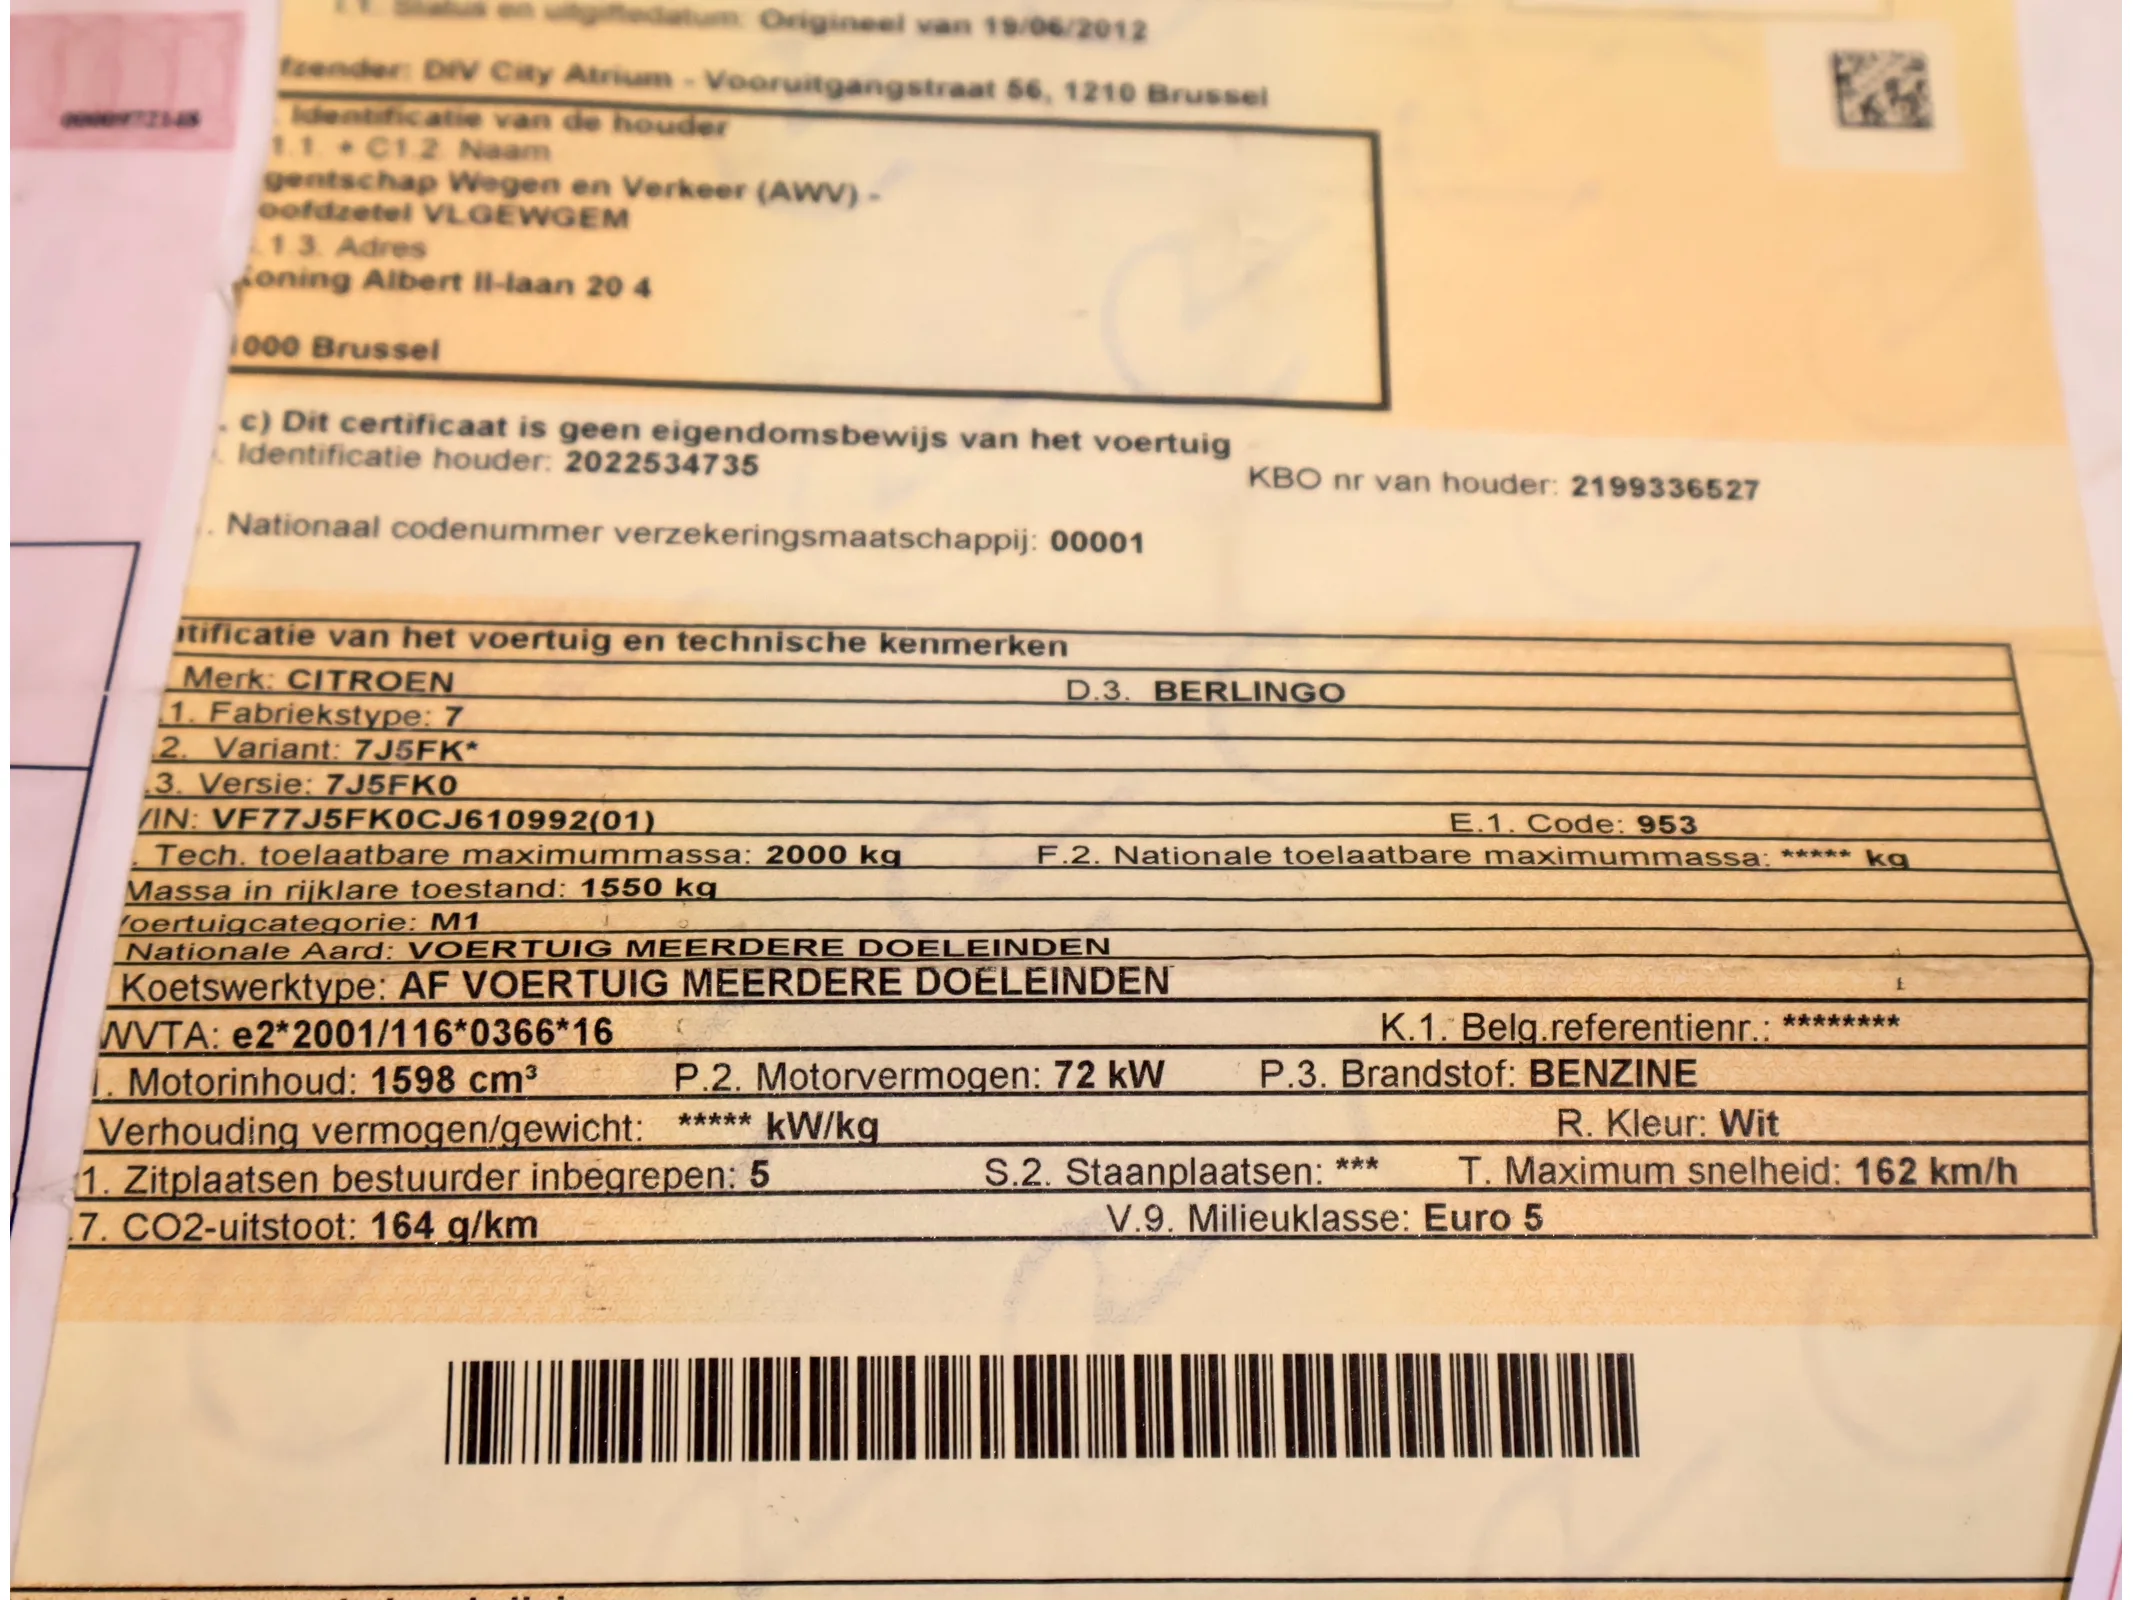 1.1. Status en uitgiftedatum: Origineel van 19/06/2012
fzender: DIV City Atrium - Vooruitgangstraat 56, 1210 Brussel
Identificatie van de houder
1.1. + C1.2. Naam
gentschap Wegen en Verkeer (AWV) -
oofdzetel VLGEWGEM
.1.3. Adres
Koning Albert II-laan 20 4
1000 Brussel
. c) Dit certificaat is geen eigendomsbewijs van het voertuig
. Identificatie houder: 2022534735 KBO nr van houder: 2199336527
. Nationaal codenummer verzekeringsmaatschappij: 00001
tificatie van het voertuig en technische kenmerken
Merk: CITROEN D.3. BERLINGO
.1. Fabriekstype: 7
.2. Variant: 7J5FK*
.3. Versie: 7J5FK0
VIN: VF77J5FK0CJ610992(01) E.1. Code: 953
. Tech. toelaatbare maximummassa: 2000 kg F.2. Nationale toelaatbare maximummassa: ***** kg
Massa in rijklare toestand: 1550 kg
Voertuigcategorie: M1
Nationale Aard: VOERTUIG MEERDERE DOELEINDEN
Koetswerktype: AF VOERTUIG MEERDERE DOELEINDEN
WVTA: e2*2001/116*0366*16 K.1. Belg.referentienr.: ********
. Motorinhoud: 1598 cm³ P.2. Motorvermogen: 72 kW P.3. Brandstof: BENZINE
Verhouding vermogen/gewicht: ***** kW/kg R. Kleur: Wit
1. Zitplaatsen bestuurder inbegrepen: 5 S.2. Staanplaatsen: *** T. Maximum snelheid: 162 km/h
.7. CO2-uitstoot: 164 g/km V.9. Milieuklasse: Euro 5